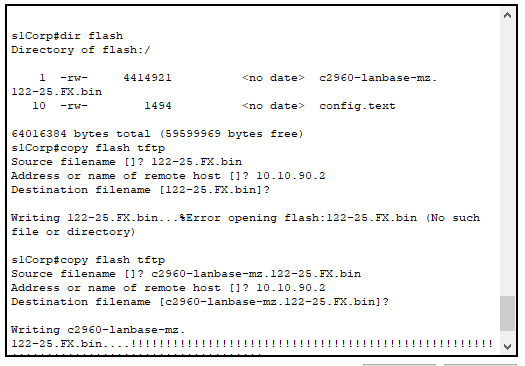 s1Corp#dir flash
Directory of flash:/
1 -rw- 4414921 <no date> c2960-lanbase-mz.
122-25.FX.bin
10 -rw- 1494 <no date> config.text
64016384 bytes total (59599969 bytes free)
s1Corp#copy flash tftp
Source filename []? 122-25.FX.bin
Address or name of remote host []? 10.10.90.2
Destination filename [122-25.FX.bin]?
Writing 122-25.FX.bin...%Error opening flash:122-25.FX.bin (No such
file or directory)
s1Corp#copy flash tftp
Source filename []? c2960-lanbase-mz.122-25.FX.bin
Address or name of remote host []? 10.10.90.2
Destination filename [c2960-lanbase-mz.122-25.FX.bin]?
Writing c2960-lanbase-mz.
122-25.FX.bin....!!!!!!!!!!!!!!!!!!!!!!!!!!!!!!!!!!!!!!!!!!!!!!!!!!!!